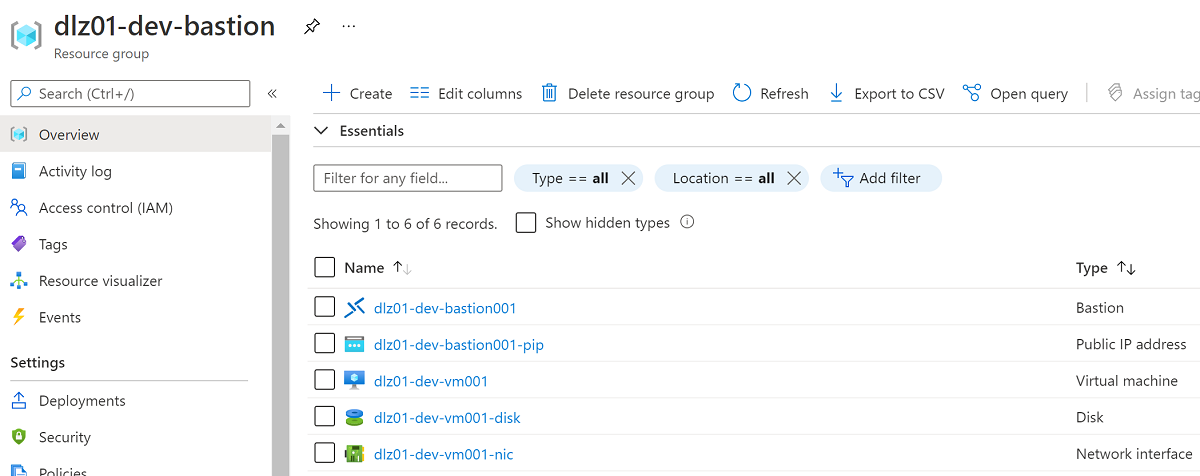 dlz01-dev-bastion
...
Resource group
Search (Ctrl+/)
«
Create
Edit columns
Delete resource group
Refresh
Export to CSV
Open query
Assign tag
Overview
Activity log
Access control (IAM)
Tags
Resource visualizer
Events
Settings
Deployments
Security
Policies
Essentials
Filter for any field...
Type == all
Location == all
Add filter
Showing 1 to 6 of 6 records.
Show hidden types
Name Type
dlz01-dev-bastion001 Bastion
dlz01-dev-bastion001-pip Public IP address
dlz01-dev-vm001 Virtual machine
dlz01-dev-vm001-disk Disk
dlz01-dev-vm001-nic Network interface